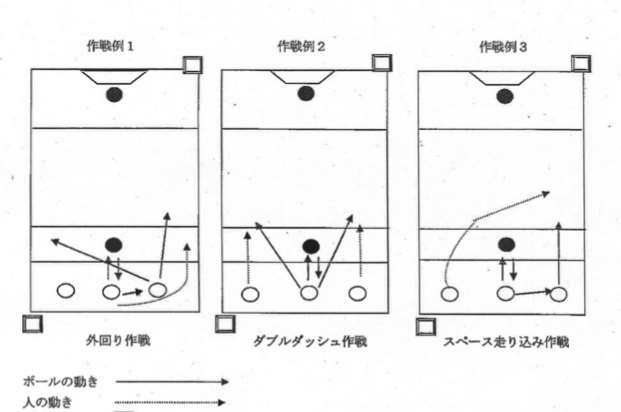 作戦例1
作戦例2
作戦例3
外回り作戦
ダブルダッシュ作戦
スペース走り込み作戦
ボールの動き
人の動き